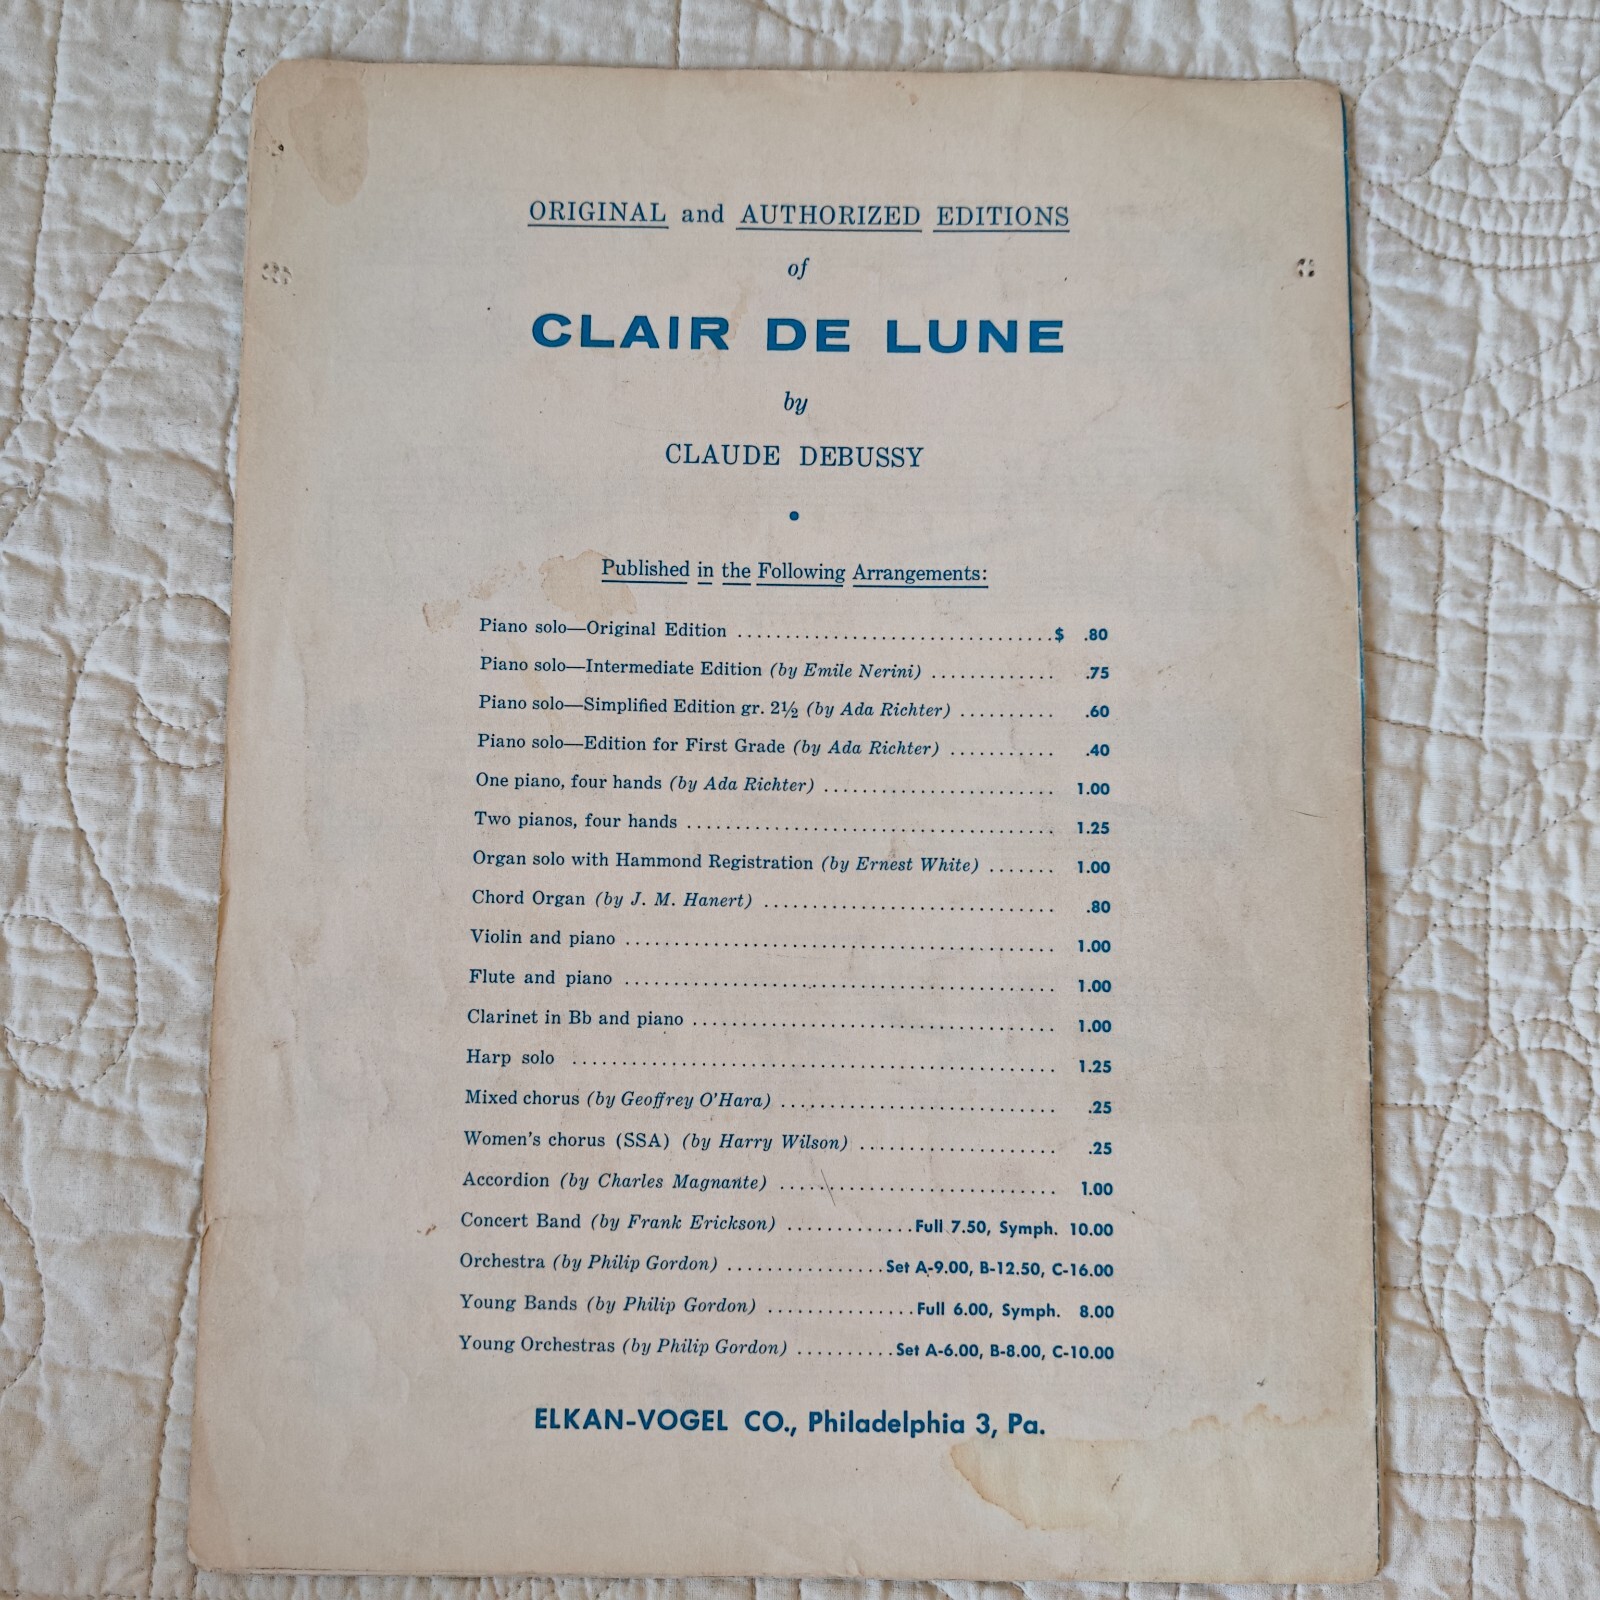 ORIGINAL and AUTHORIZED EDITIONS
of
CLAIR DE LUNE
by
CLAUDE DEBUSSY
•
Published in the Following Arrangements:
Piano solo—Original Edition ................................$ .80
Piano solo—Intermediate Edition (by Emile Nerini) ............. .75
Piano solo—Simplified Edition gr. 2½ (by Ada Richter) .......... .60
Piano solo—Edition for First Grade (by Ada Richter) ........... .40
One piano, four hands (by Ada Richter) ........................ 1.00
Two pianos, four hands ...................................... 1.25
Organ solo with Hammond Registration (by Ernest White) ....... 1.00
Chord Organ (by J. M. Hanert) .............................. .80
Violin and piano ............................................ 1.00
Flute and piano ............................................ 1.00
Clarinet in Bb and piano ..................................... 1.00
Harp solo ................................................. 1.25
Mixed chorus (by Geoffrey O'Hara) ............................ .25
Women's chorus (SSA) (by Harry Wilson) .................... .25
Accordion (by Charles Magnante) ............................ 1.00
Concert Band (by Frank Erickson) .............Full 7.50, Symph. 10.00
Orchestra (by Philip Gordon) ................Set A-9.00, B-12.50, C-16.00
Young Bands (by Philip Gordon) ...............Full 6.00, Symph. 8.00
Young Orchestras (by Philip Gordon) ..........Set A-6.00, B-8.00, C-10.00
ELKAN-VOGEL CO., Philadelphia 3, Pa.